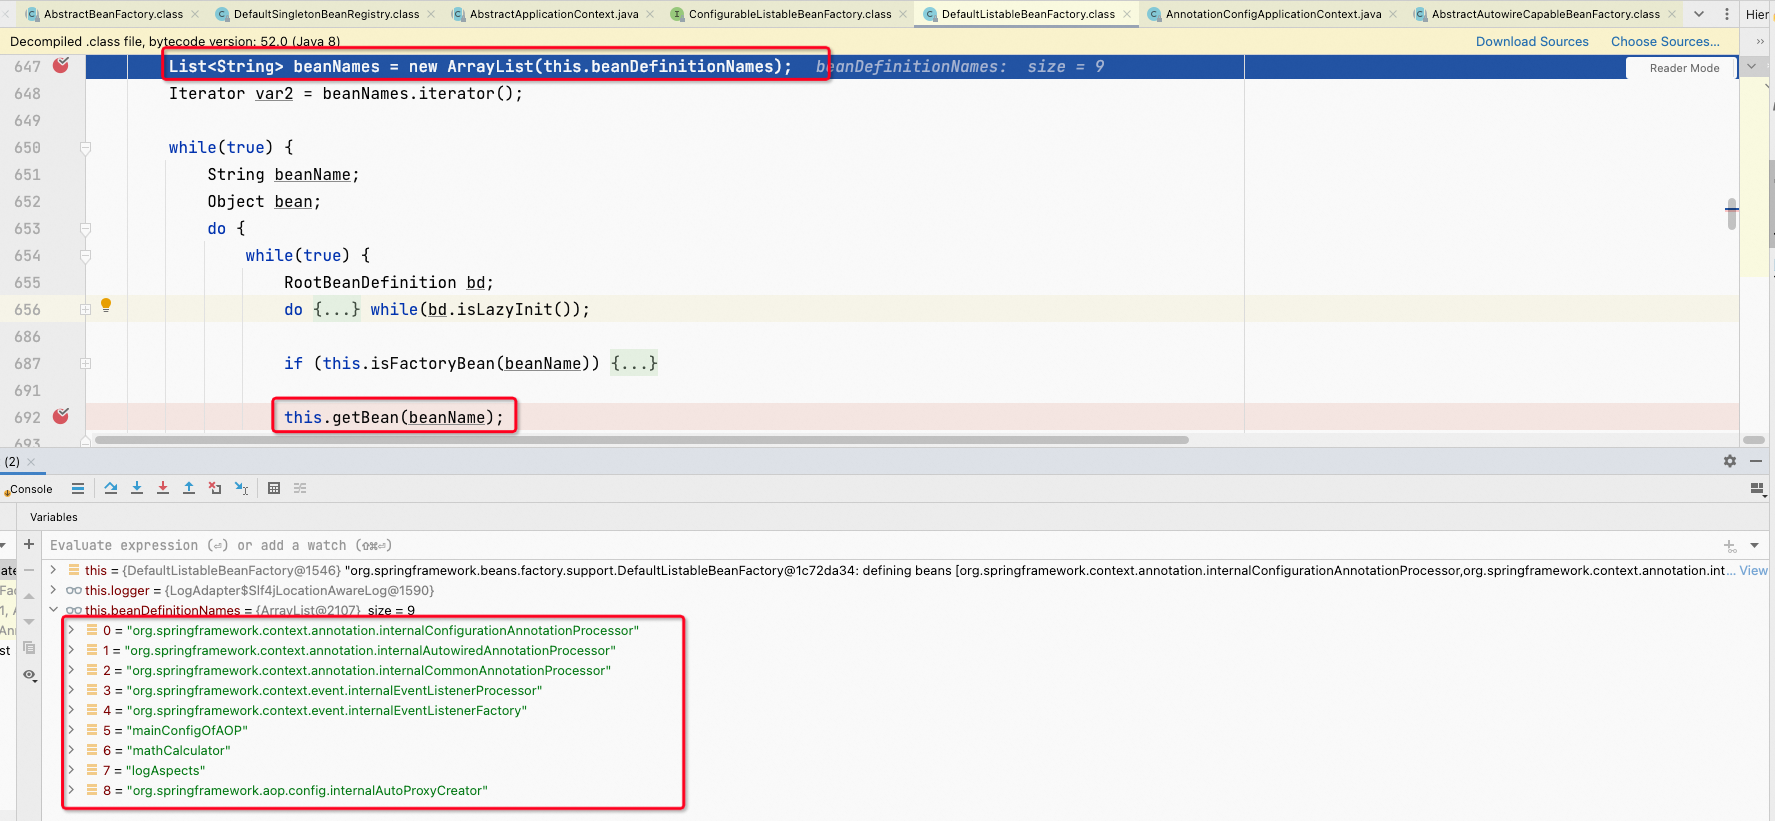 AbstractBeanFactory.class DefaultSingletonBeanRegistry.class AbstractApplicationContext.java ConfigurableListableBeanFactory.class DefaultListableBeanFactory.class AnnotationConfigApplicationContext.java AbstractAutowireCapableBeanFactory.class Hier
Decompiled .class file, bytecode version: 52.0 (Java 8) Download Sources Choose Sources...
647 List<String> beanNames = new ArrayList(this.beanDefinitionNames); beanDefinitionNames: size = 9
Reader Mode
648 Iterator var2 = beanNames.iterator();
649
650 while(true) {
651 String beanName;
652 Object bean;
653 do {
654 while(true) {
655 RootBeanDefinition bd;
656 do {...} while(bd.isLazyInit());
686
687 if (this.isFactoryBean(beanName)) {...}
691
692 this.getBean(beanName);
693
(2)
Console
Variables
Evaluate expression (⏎) or add a watch (⇧⌘⏎)
this = {DefaultListableBeanFactory@1546} "org.springframework.beans.factory.support.DefaultListableBeanFactory@1c72da34: defining beans [org.springframework.context.annotation.internalConfigurationAnnotationProcessor,org.springframework.context.annotation.int... View
this.logger = {LogAdapter$Slf4jLocationAwareLog@1590}
this.beanDefinitionNames = {ArrayList@2107} size = 9
0 = "org.springframework.context.annotation.internalConfigurationAnnotationProcessor"
1 = "org.springframework.context.annotation.internalAutowiredAnnotationProcessor"
2 = "org.springframework.context.annotation.internalCommonAnnotationProcessor"
3 = "org.springframework.context.event.internalEventListenerProcessor"
4 = "org.springframework.context.event.internalEventListenerFactory"
5 = "mainConfigOfAOP"
6 = "mathCalculator"
7 = "logAspects"
8 = "org.springframework.aop.config.internalAutoProxyCreator"